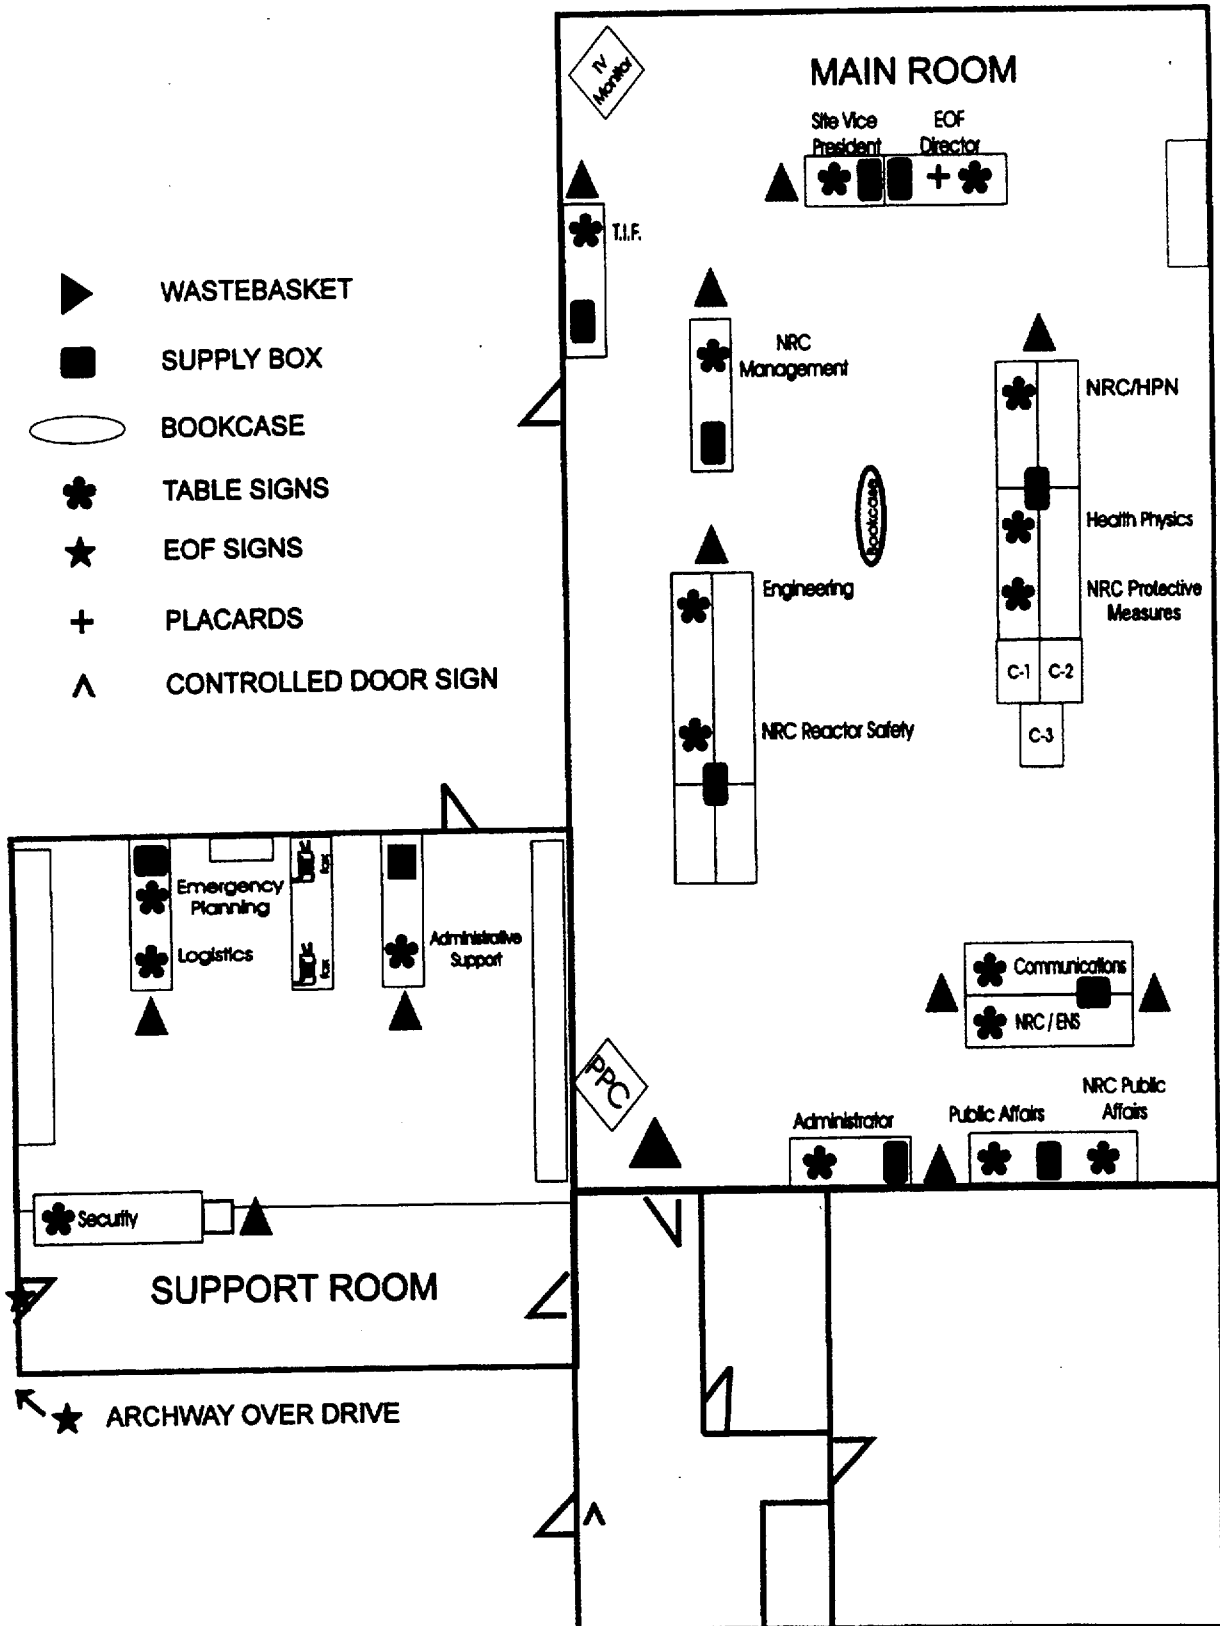 TV
Monitor
MAIN ROOM
Site Vice
President
EOF
Director
T.I.F.
WASTEBASKET
SUPPLY BOX
BOOKCASE
TABLE SIGNS
EOF SIGNS
PLACARDS
CONTROLLED DOOR SIGN
NRC
Management
NRC/HPN
Bookcase
Health Physics
Engineering
NRC Protective
Measures
C-1 C-2
NRC Reactor Safety
C-3
fax
Emergency
Planning
Logistics
fax
Administrative
Support
Communications
NRC / ENS
PPC
Administrator
Public Affairs
NRC Public
Affairs
Security
SUPPORT ROOM
ARCHWAY OVER DRIVE